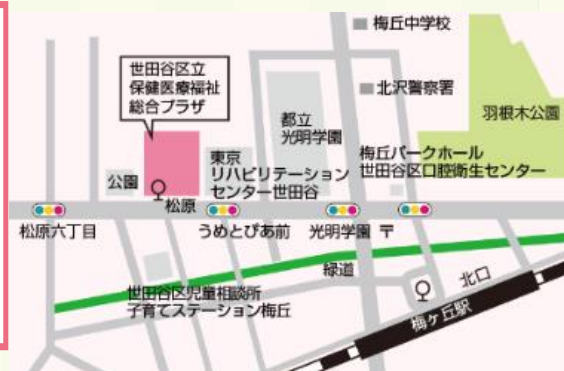 梅丘中学校
世田谷区立
保健医療福祉
総合プラザ
北沢警察署
羽根木公園
都立
光明学園
東京
リハビリテーション
センター世田谷
梅丘パークホール
世田谷区口腔衛生センター
公園
松原
松原六丁目
うめとぴあ前
光明学園
〒
緑道
世田谷区児童相談所
子育てステーション梅丘
北口
梅ヶ丘駅